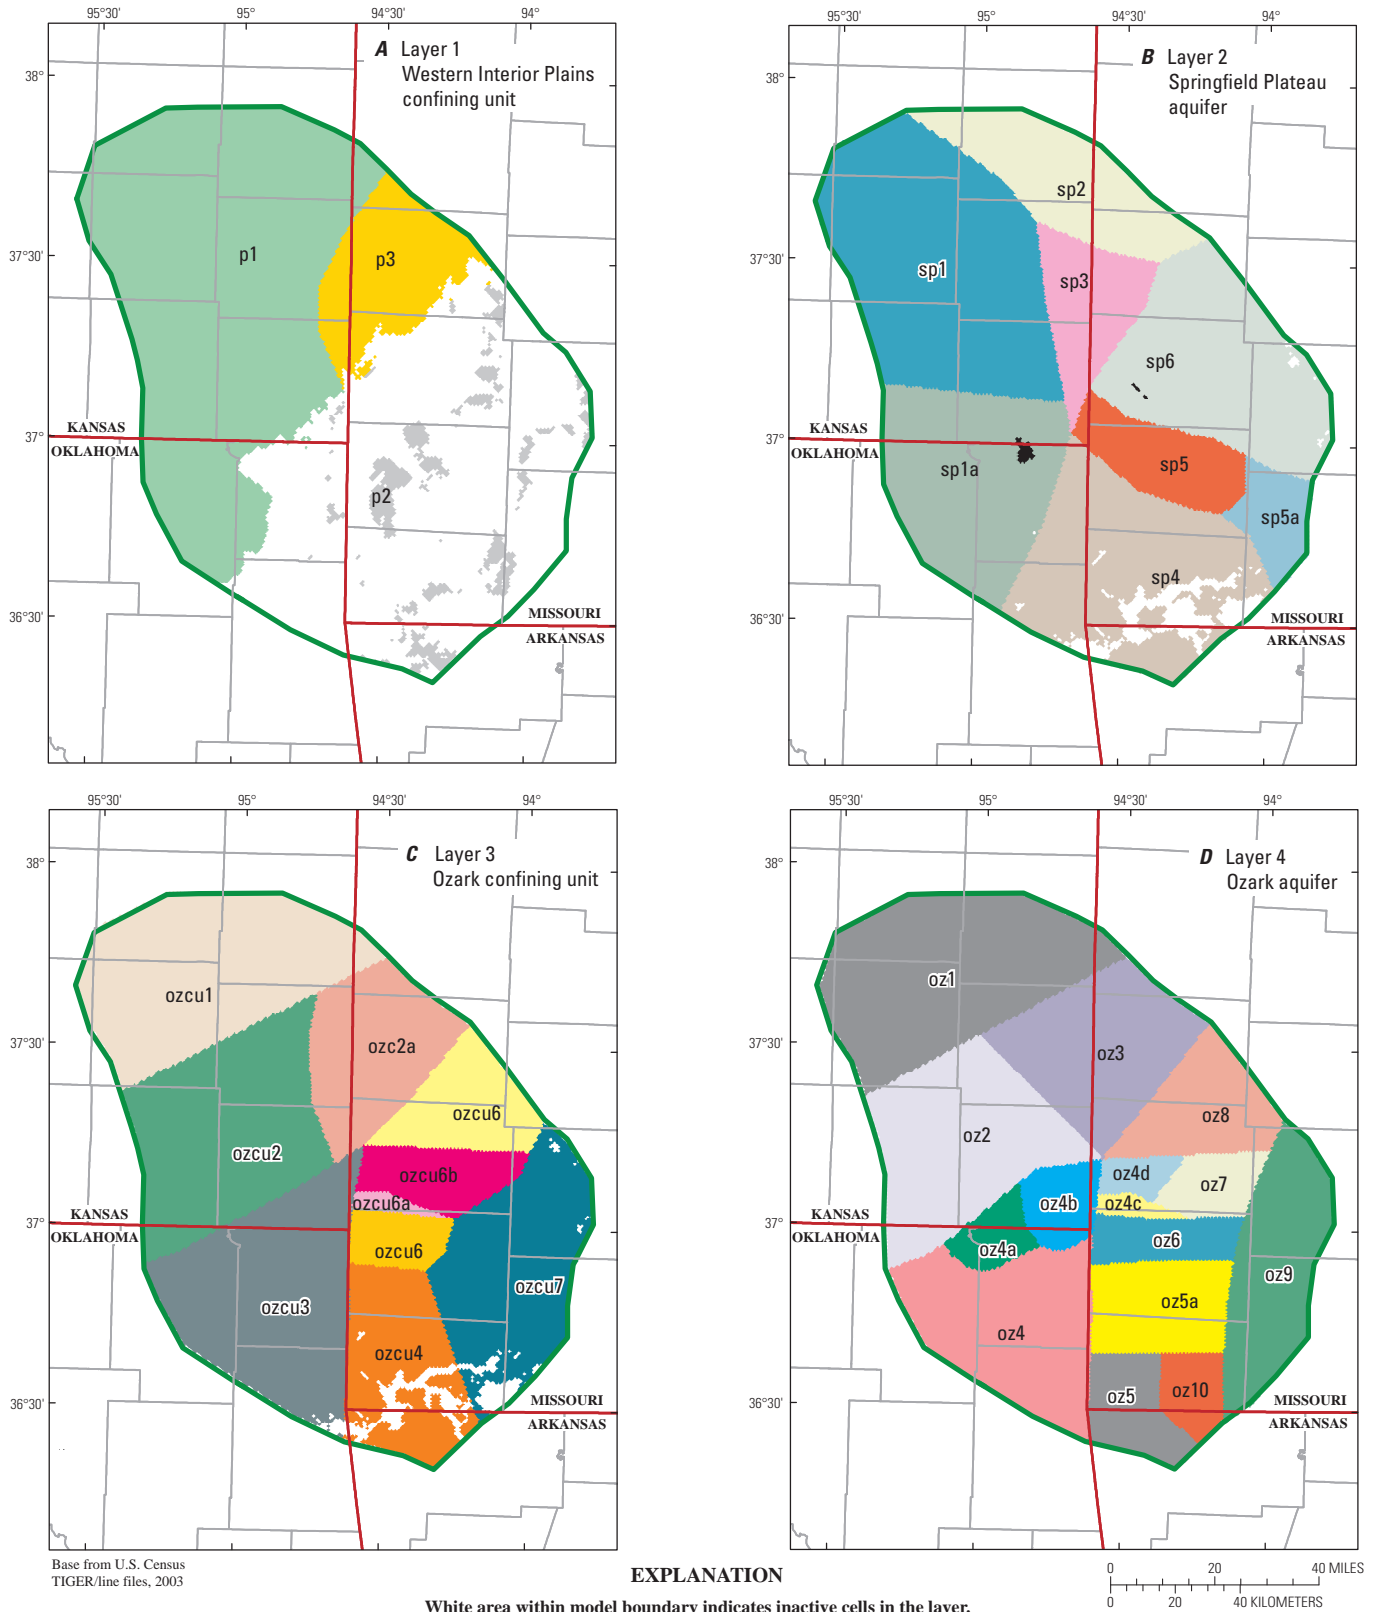 95°30' 95° 94°30' 94°
A Layer 1
Western Interior Plains
confining unit
38°
37°30'
37°
36°30'
p1
p3
p2
KANSAS
OKLAHOMA
MISSOURI
ARKANSAS
95°30' 95° 94°30' 94°
B Layer 2
Springfield Plateau
aquifer
38°
37°30'
37°
36°30'
sp2
sp1
sp3
sp6
sp1a
sp5
sp5a
sp4
KANSAS
OKLAHOMA
MISSOURI
ARKANSAS
95°30' 95° 94°30' 94°
C Layer 3
Ozark confining unit
38°
37°30'
37°
36°30'
ozcu1
ozc2a
ozcu6
ozcu2
ozcu6b
ozcu6a
ozcu6
ozcu7
ozcu3
ozcu4
KANSAS
OKLAHOMA
MISSOURI
ARKANSAS
95°30' 95° 94°30' 94°
D Layer 4
Ozark aquifer
38°
37°30'
37°
36°30'
oz1
oz3
oz8
oz2
oz4d
oz7
oz4b
oz4c
oz6
oz4a
oz9
oz5a
oz4
oz5
oz10
KANSAS
OKLAHOMA
MISSOURI
ARKANSAS
Base from U.S. Census
TIGER/line files, 2003
EXPLANATION
White area within model boundary indicates inactive cells in the layer.
0 20 40 MILES
0 20 40 KILOMETERS